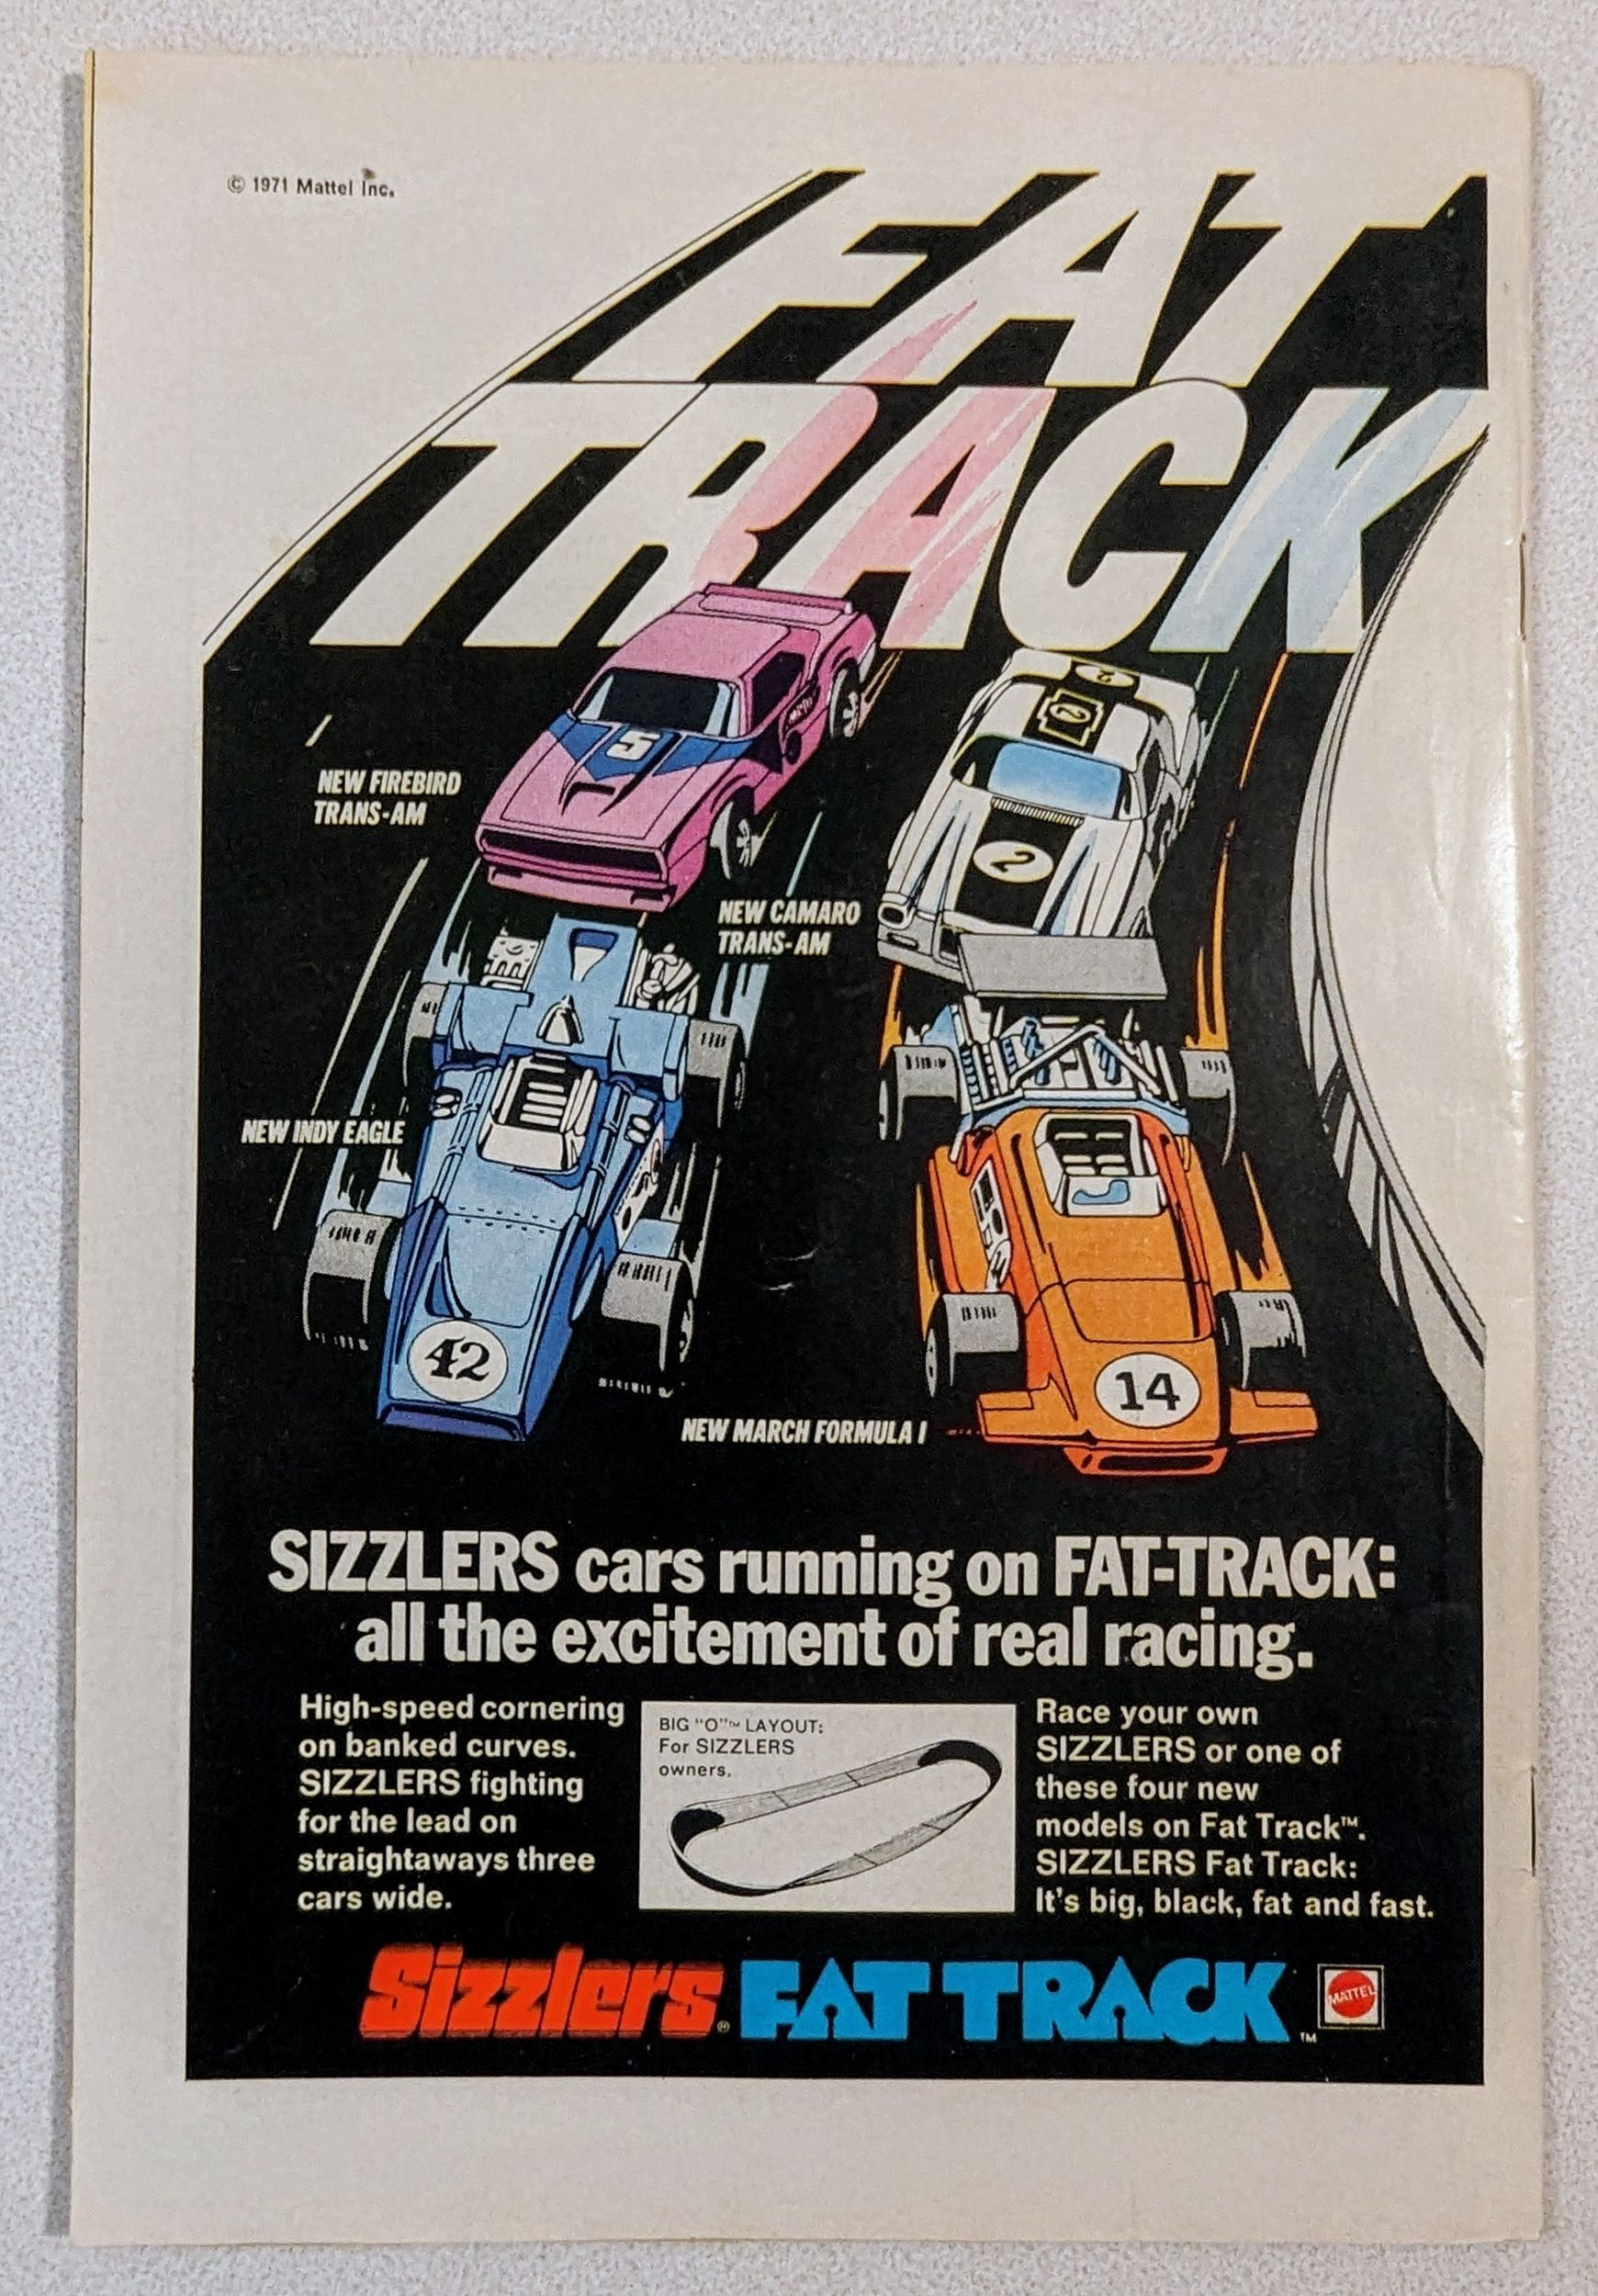 © 1971 Mattel Inc.
FAT
TRACK
5
2
2
2
NEW FIREBIRD
TRANS-AM
NEW CAMARO
TRANS-AM
NEW INDY EAGLE
42
14
NEW MARCH FORMULA I
SIZZLERS cars running on FAT-TRACK:
all the excitement of real racing.
High-speed cornering
on banked curves.
SIZZLERS fighting
for the lead on
straightaways three
cars wide.
BIG "O"™ LAYOUT:
For SIZZLERS
owners.
Race your own
SIZZLERS or one of
these four new
models on Fat Track™.
SIZZLERS Fat Track:
It's big, black, fat and fast.
Sizzlers® FAT TRACK™
MATTEL